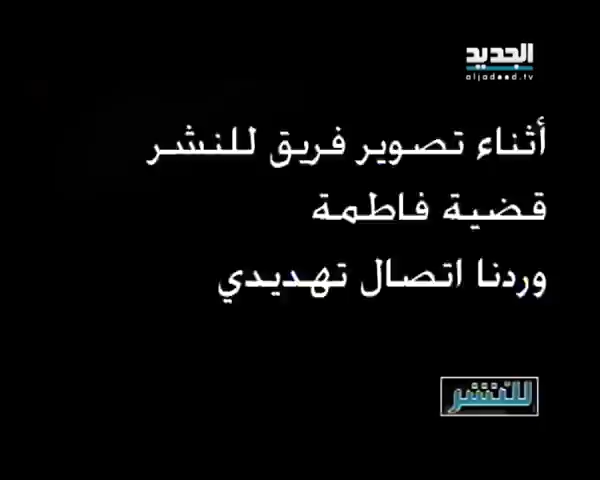 الجديد
aljadeed.tv
أثناء تصوير فريق للنشر
قضية فاطمة
وردنا اتصال تهديدي
للنشر